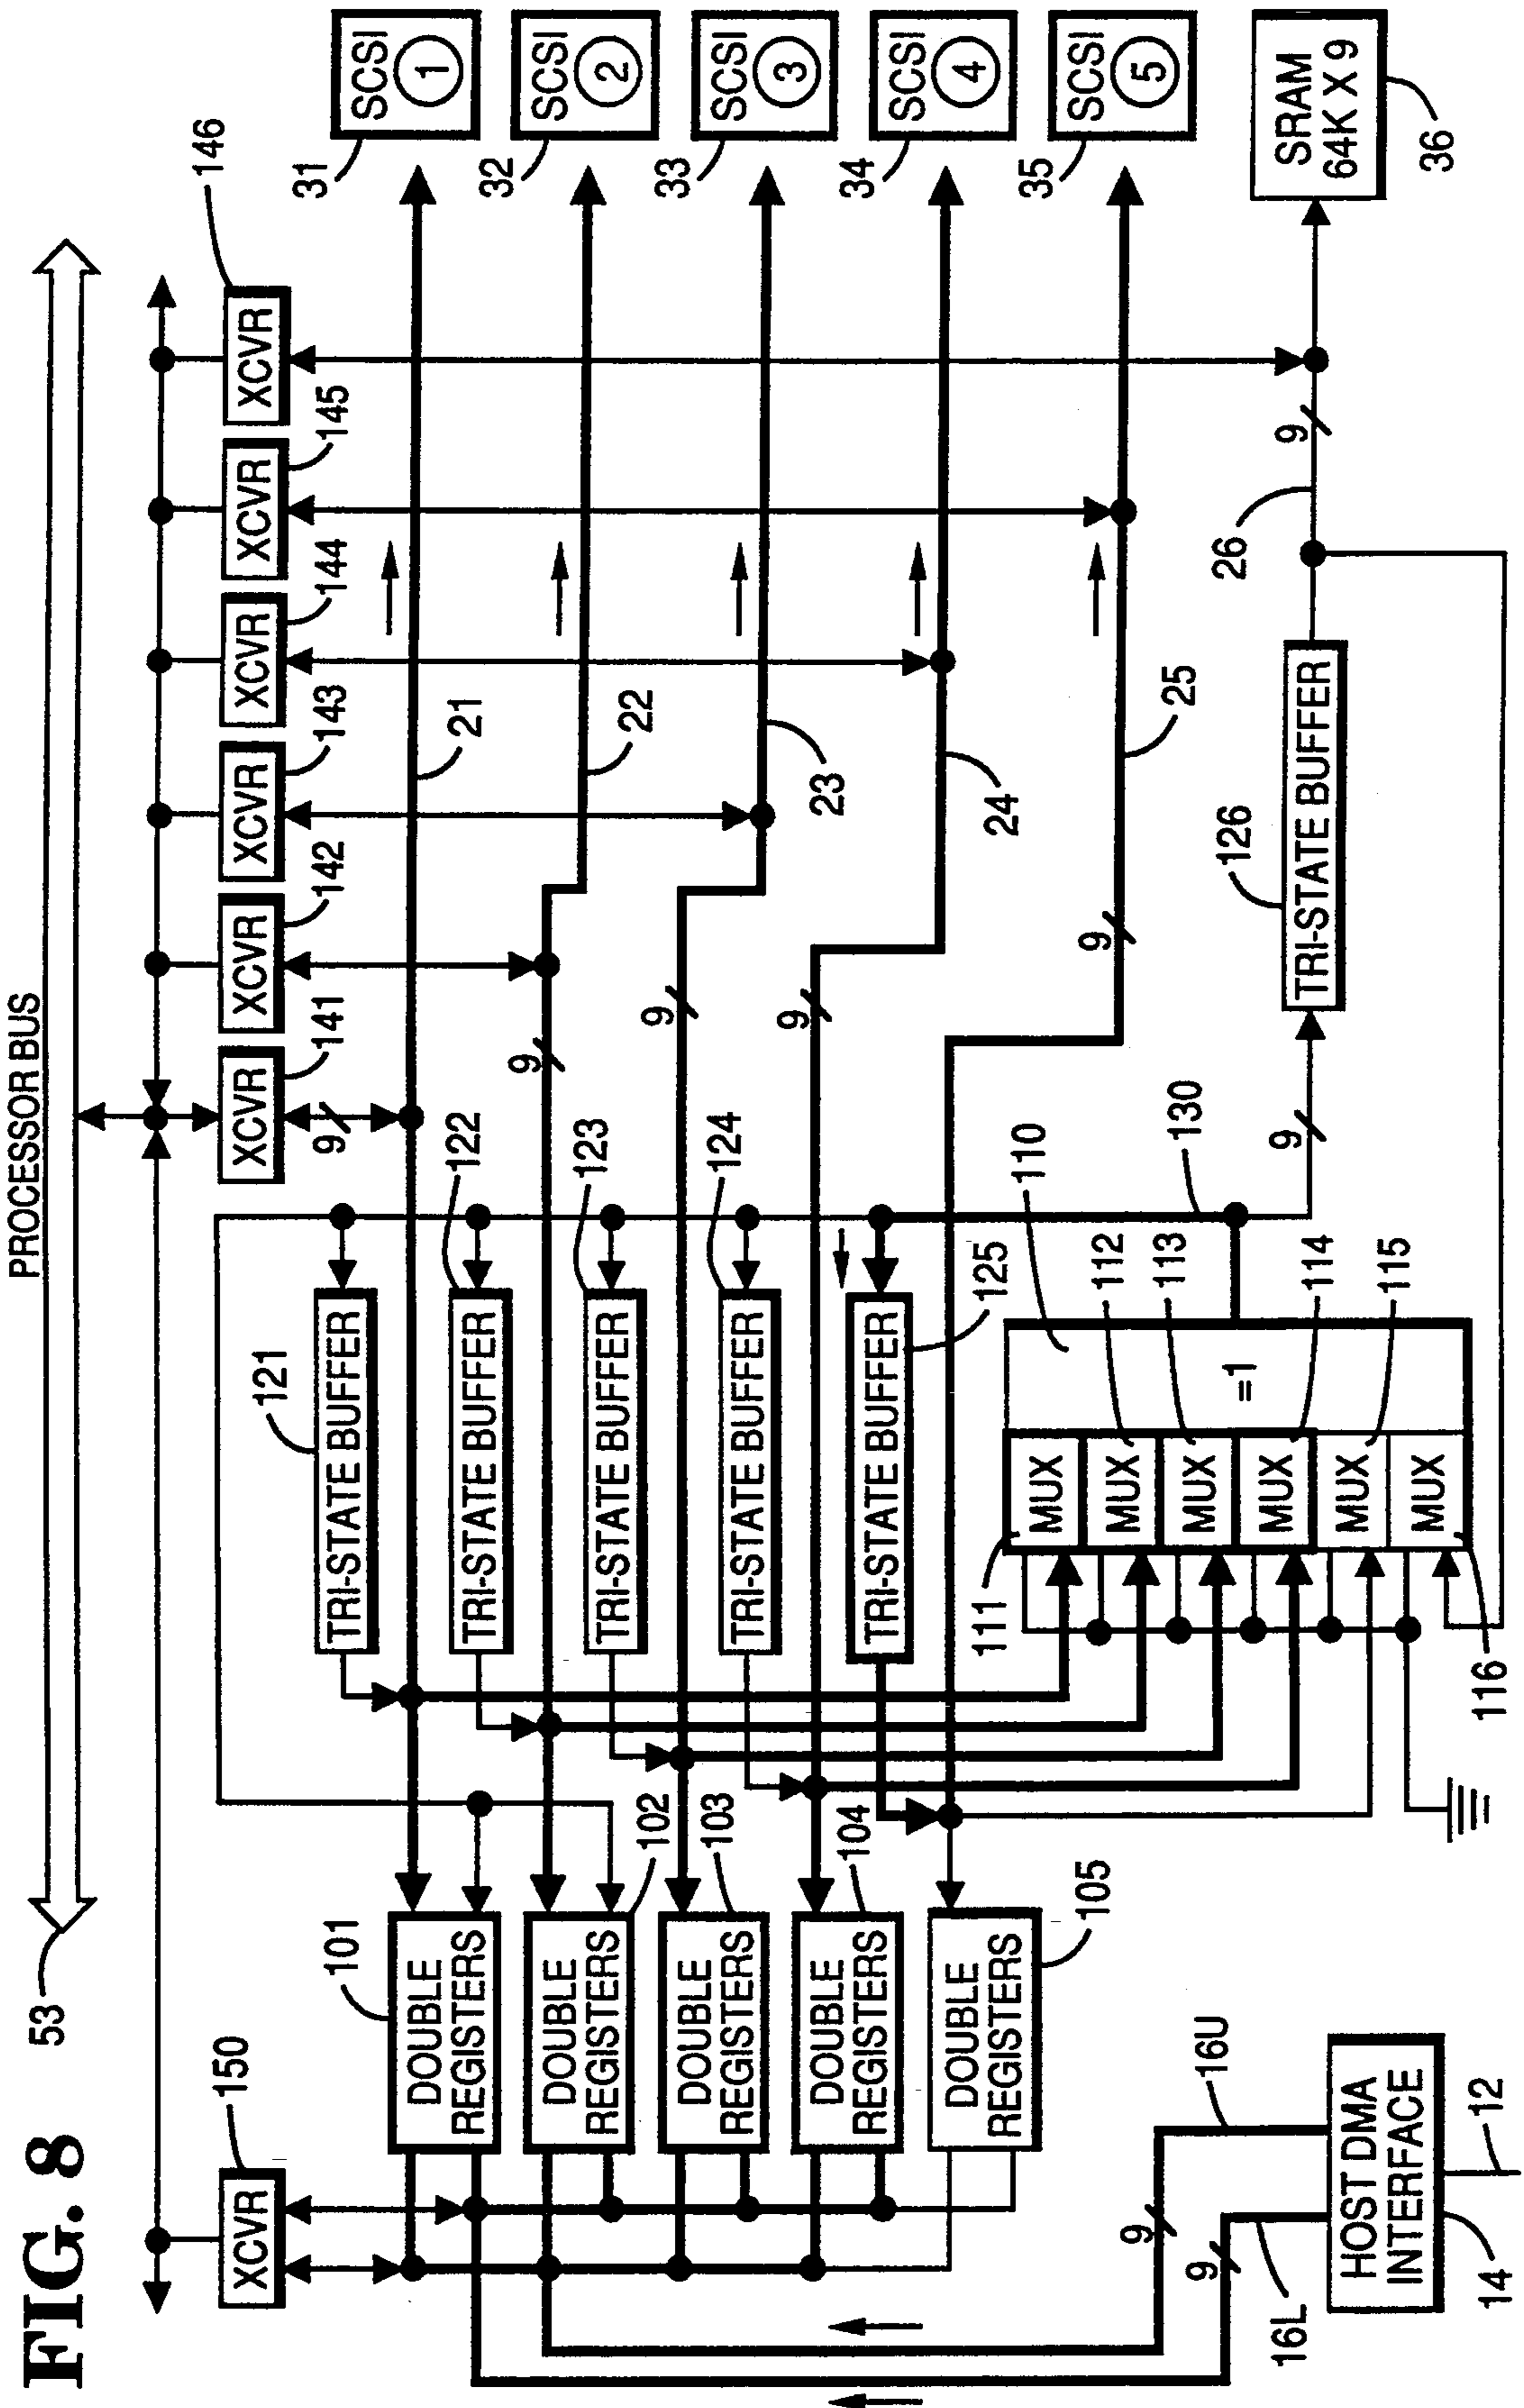 FIG. 8
PROCESSOR BUS
53
150
XCVR
XCVR
141
XCVR
142
XCVR
143
XCVR
144
XCVR
145
XCVR
146
9
101
DOUBLE
REGISTERS
DOUBLE
REGISTERS
102
DOUBLE
REGISTERS
103
DOUBLE
REGISTERS
104
DOUBLE
REGISTERS
105
121
TRI-STATE BUFFER
TRI-STATE BUFFER
122
TRI-STATE BUFFER
123
TRI-STATE BUFFER
124
TRI-STATE BUFFER
125
21
9
22
9
23
9
24
9
25
31
SCSI
1
32
SCSI
2
33
SCSI
3
34
SCSI
4
35
SCSI
5
111
MUX
MUX
MUX
MUX
MUX
MUX
=1
110
112
113
114
115
116
130
9
126
TRI-STATE BUFFER
26
9
SRAM
64K X 9
36
9
16U
9
16L
HOST DMA
INTERFACE
14
12